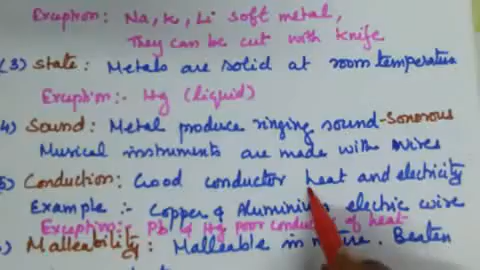 Exception: Na, K, Li soft metal,
They can be cut with knife
(3) State: Metals are solid at room temperature
Exception:- Hg (liquid)
4) Sound: Metal produce ringing sound-Sonorous
Musical instruments are made with wires
5) Conduction: Good conductor heat and electricity
Example :- Copper & Aluminium electric wire
Exception: Pb & Hg poor conductor of heat
) Malleability: Malleable in nature. Beaten